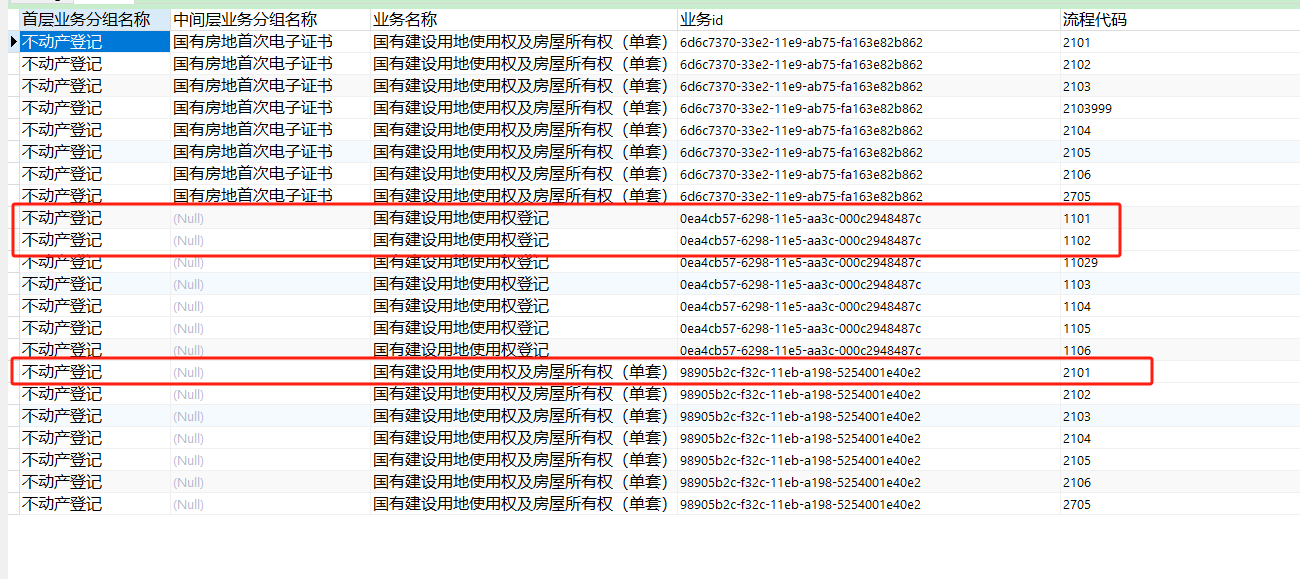 首层业务分组名称 中间层业务分组名称 业务名称 业务id 流程代码
不动产登记 国有房地首次电子证书 国有建设用地使用权及房屋所有权（单套） 6d6c7370-33e2-11e9-ab75-fa163e82b862 2101
不动产登记 国有房地首次电子证书 国有建设用地使用权及房屋所有权（单套） 6d6c7370-33e2-11e9-ab75-fa163e82b862 2102
不动产登记 国有房地首次电子证书 国有建设用地使用权及房屋所有权（单套） 6d6c7370-33e2-11e9-ab75-fa163e82b862 2103
不动产登记 国有房地首次电子证书 国有建设用地使用权及房屋所有权（单套） 6d6c7370-33e2-11e9-ab75-fa163e82b862 2103999
不动产登记 国有房地首次电子证书 国有建设用地使用权及房屋所有权（单套） 6d6c7370-33e2-11e9-ab75-fa163e82b862 2104
不动产登记 国有房地首次电子证书 国有建设用地使用权及房屋所有权（单套） 6d6c7370-33e2-11e9-ab75-fa163e82b862 2105
不动产登记 国有房地首次电子证书 国有建设用地使用权及房屋所有权（单套） 6d6c7370-33e2-11e9-ab75-fa163e82b862 2106
不动产登记 国有房地首次电子证书 国有建设用地使用权及房屋所有权（单套） 6d6c7370-33e2-11e9-ab75-fa163e82b862 2705
不动产登记 (Null) 国有建设用地使用权登记 0ea4cb57-6298-11e5-aa3c-000c2948487c 1101
不动产登记 (Null) 国有建设用地使用权登记 0ea4cb57-6298-11e5-aa3c-000c2948487c 1102
不动产登记 (Null) 国有建设用地使用权登记 0ea4cb57-6298-11e5-aa3c-000c2948487c 11029
不动产登记 (Null) 国有建设用地使用权登记 0ea4cb57-6298-11e5-aa3c-000c2948487c 1103
不动产登记 (Null) 国有建设用地使用权登记 0ea4cb57-6298-11e5-aa3c-000c2948487c 1104
不动产登记 (Null) 国有建设用地使用权登记 0ea4cb57-6298-11e5-aa3c-000c2948487c 1105
不动产登记 (Null) 国有建设用地使用权登记 0ea4cb57-6298-11e5-aa3c-000c2948487c 1106
不动产登记 (Null) 国有建设用地使用权及房屋所有权（单套） 98905b2c-f32c-11eb-a198-5254001e40e2 2101
不动产登记 (Null) 国有建设用地使用权及房屋所有权（单套） 98905b2c-f32c-11eb-a198-5254001e40e2 2102
不动产登记 (Null) 国有建设用地使用权及房屋所有权（单套） 98905b2c-f32c-11eb-a198-5254001e40e2 2103
不动产登记 (Null) 国有建设用地使用权及房屋所有权（单套） 98905b2c-f32c-11eb-a198-5254001e40e2 2104
不动产登记 (Null) 国有建设用地使用权及房屋所有权（单套） 98905b2c-f32c-11eb-a198-5254001e40e2 2105
不动产登记 (Null) 国有建设用地使用权及房屋所有权（单套） 98905b2c-f32c-11eb-a198-5254001e40e2 2106
不动产登记 (Null) 国有建设用地使用权及房屋所有权（单套） 98905b2c-f32c-11eb-a198-5254001e40e2 2705